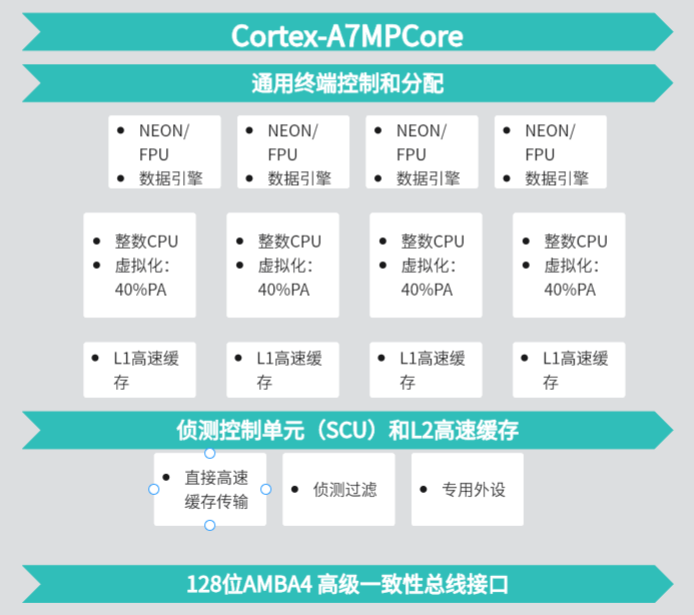 Cortex-A7MPCore
通用终端控制和分配
NEON/ NEON/ NEON/ NEON/
FPU FPU FPU FPU
数据引擎 数据引擎 数据引擎 数据引擎
整数CPU 整数CPU 整数CPU 整数CPU
虚拟化： 虚拟化： 虚拟化： 虚拟化：
40%PA 40%PA 40%PA 40%PA
L1高速缓 L1高速缓 L1高速缓 L1高速缓
存 存 存 存
侦测控制单元（SCU）和L2高速缓存
直接高速
缓存传输
侦测过滤
专用外设
128位AMBA4 高级一致性总线接口